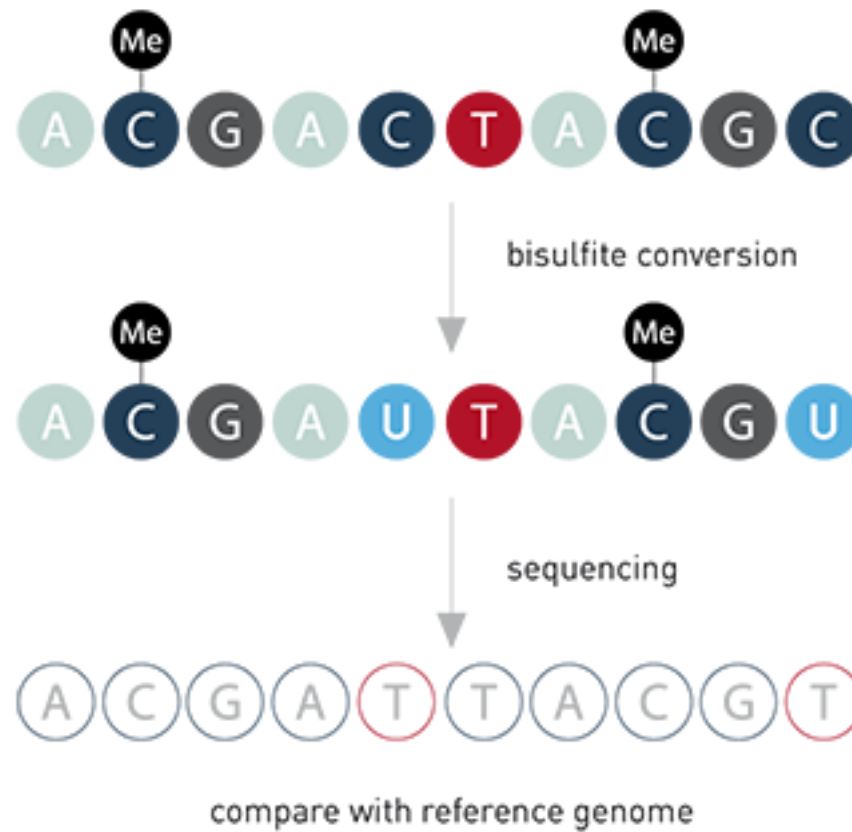 Me Me
A C G A C T A C G C
bisulfite conversion
Me Me
A C G A U T A C G U
sequencing
A C G A T T A C G T
compare with reference genome